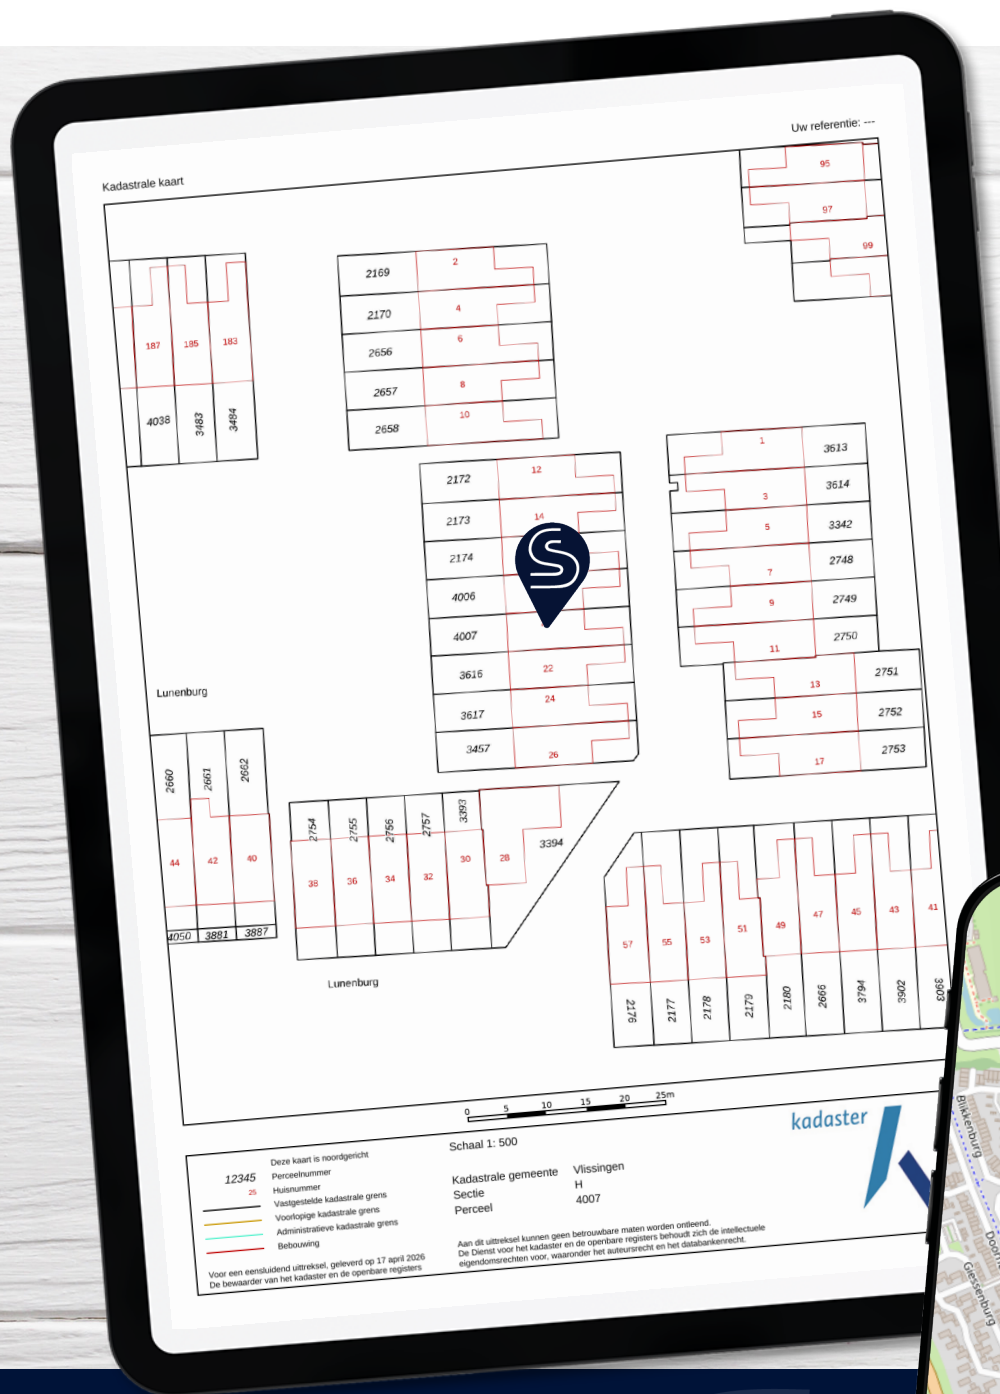 Uw referentie: ---
Kadastrale kaart
95
97
99
2169 2
2170 4
2656 6
2657 8
2658 10
187 185 183
4038 3483 3484
2172 12
2173 14
2174
4006
4007
3616 22
3617 24
3457 26
S
1 3613
3 3614
5 3342
7 2748
9 2749
11 2750
13 2751
15 2752
17 2753
Lunenburg
2660 2661 2662
44 42 40
4050 3881 3887
2754 2755 2756 2757 3393 3394
38 36 34 32 30 28
Lunenburg
57 55 53 51 49 47 45 43 41
2176 2177 2178 2179 2180 2666 3794 3902 3903
0 5 10 15 20 25m
Schaal 1: 500
12345
25
Deze kaart is noordgericht
Perceelnummer
Huisnummer
Vastgestelde kadastrale grens
Voorlopige kadastrale grens
Administratieve kadastrale grens
Bebouwing
Voor een eensluidend uittreksel, geleverd op 17 april 2026
De bewaarder van het kadaster en de openbare registers
Kadastrale gemeente Vlissingen
Sectie H
Perceel 4007
Aan dit uittreksel kunnen geen betrouwbare maten worden ontleend.
De Dienst voor het kadaster en de openbare registers behoudt zich de intellectuele
eigendomsrechten voor, waaronder het auteursrecht en het databankenrecht.
kadaster
Blikkenburg
Giessenburg